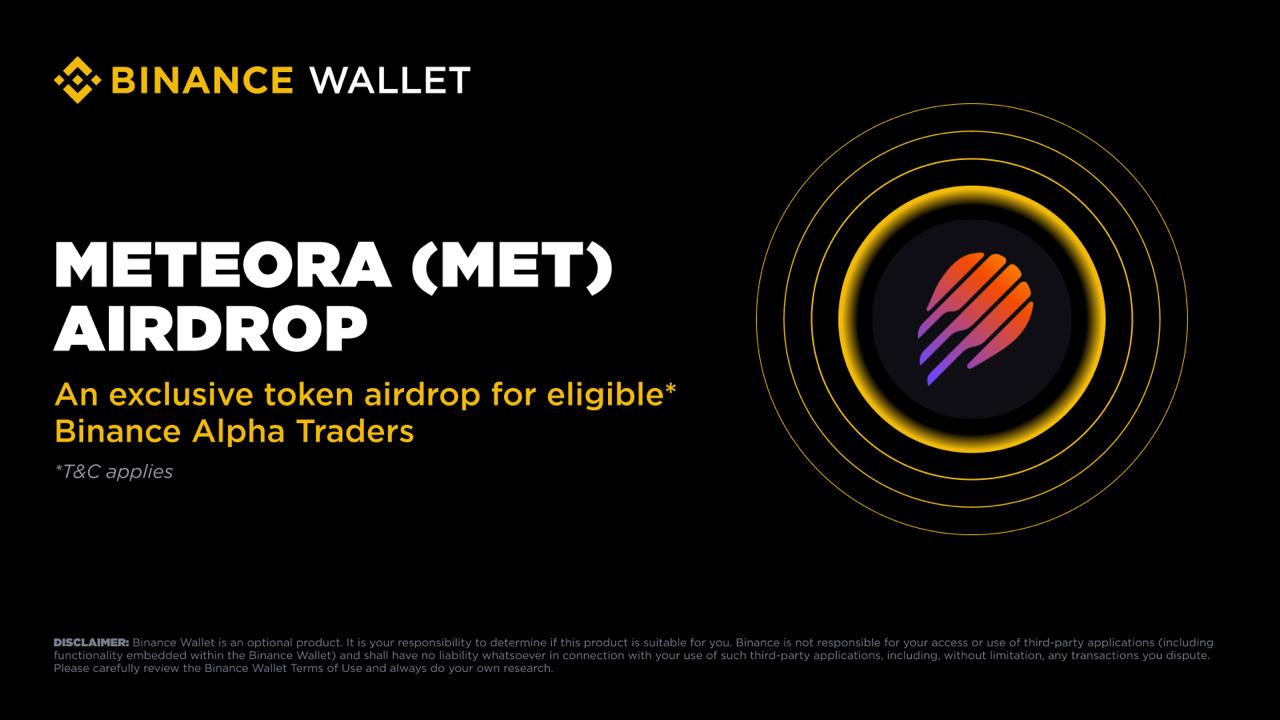 BINANCE WALLET
METEORA (MET)
AIRDROP
An exclusive token airdrop for eligible*
Binance Alpha Traders
*T&C applies
DISCLAIMER: Binance Wallet is an optional product. It is your responsibility to determine if this product is suitable for you. Binance is not responsible for your access or use of third-party applications (including
functionality embedded within the Binance Wallet) and shall have no liability whatsoever in connection with your use of such third-party applications, including, without limitation, any transactions you dispute.
Please carefully review the Binance Wallet Terms of Use and always do your own research.